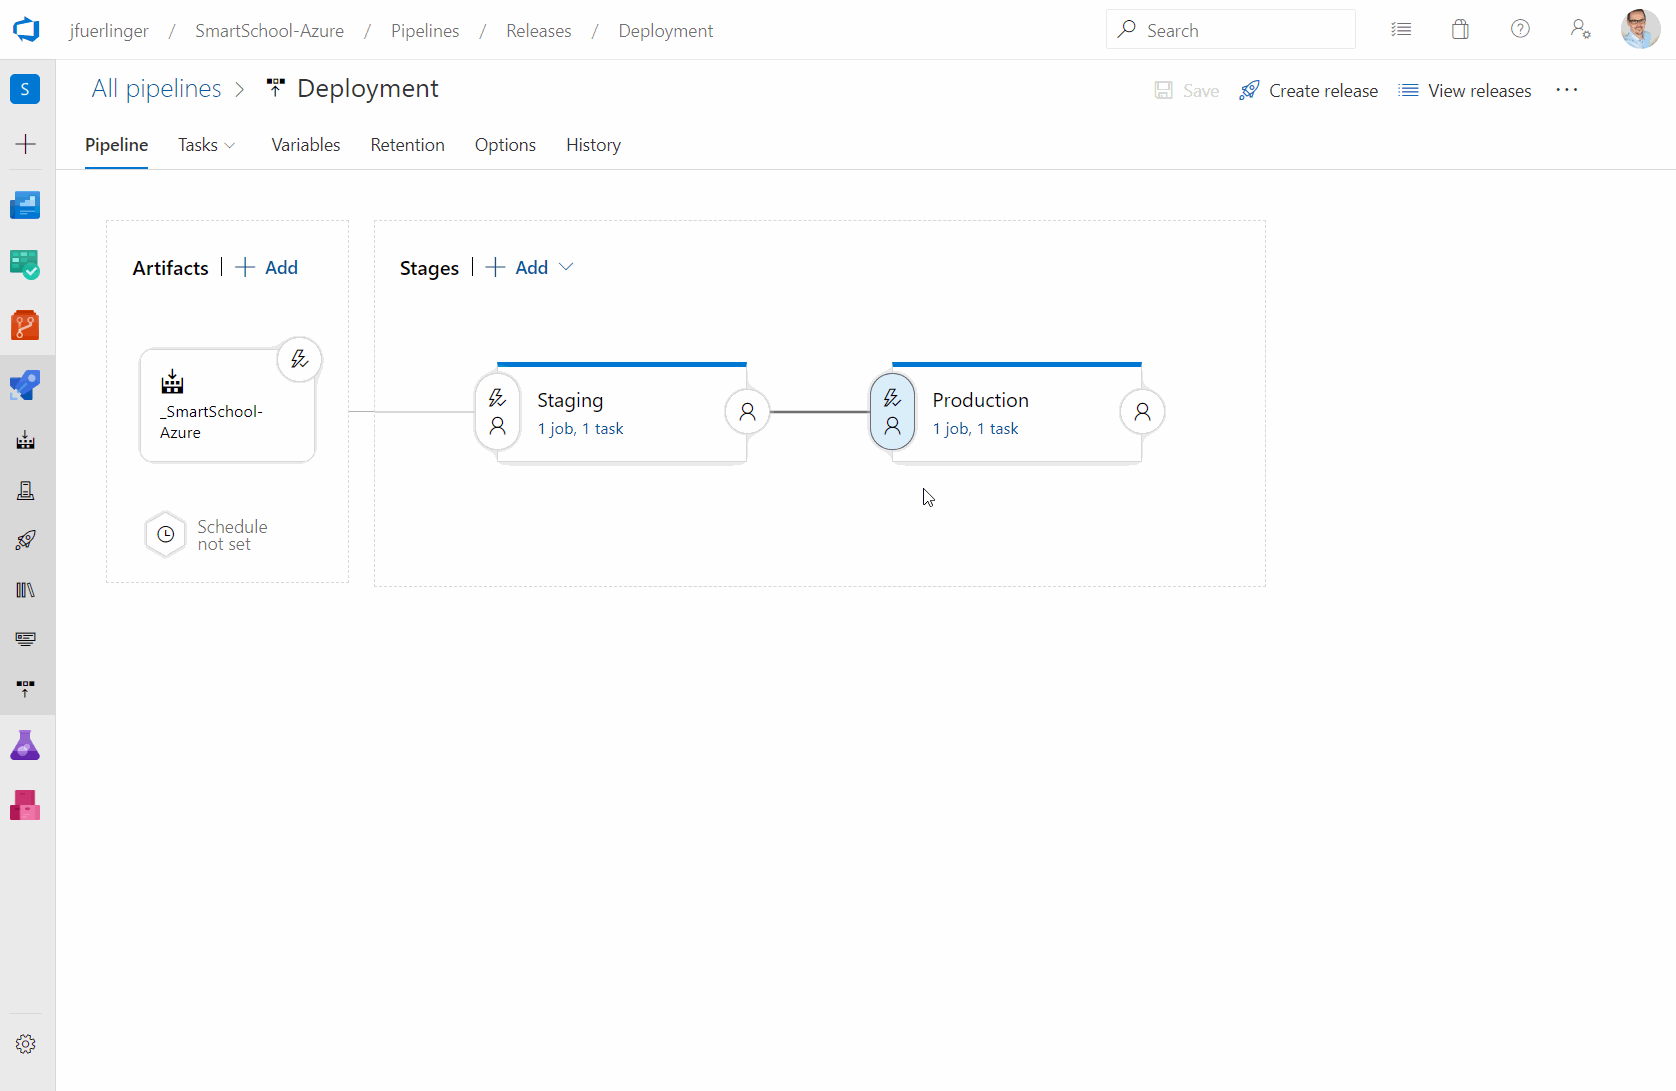 jfuerlinger / SmartSchool-Azure / Pipelines / Releases / Deployment
Search
S
All pipelines > Deployment
Save
Create release
View releases
...
Pipeline
Tasks
Variables
Retention
Options
History
Artifacts | + Add
_SmartSchool-
Azure
Schedule
not set
Stages | + Add
Staging
1 job, 1 task
Production
1 job, 1 task